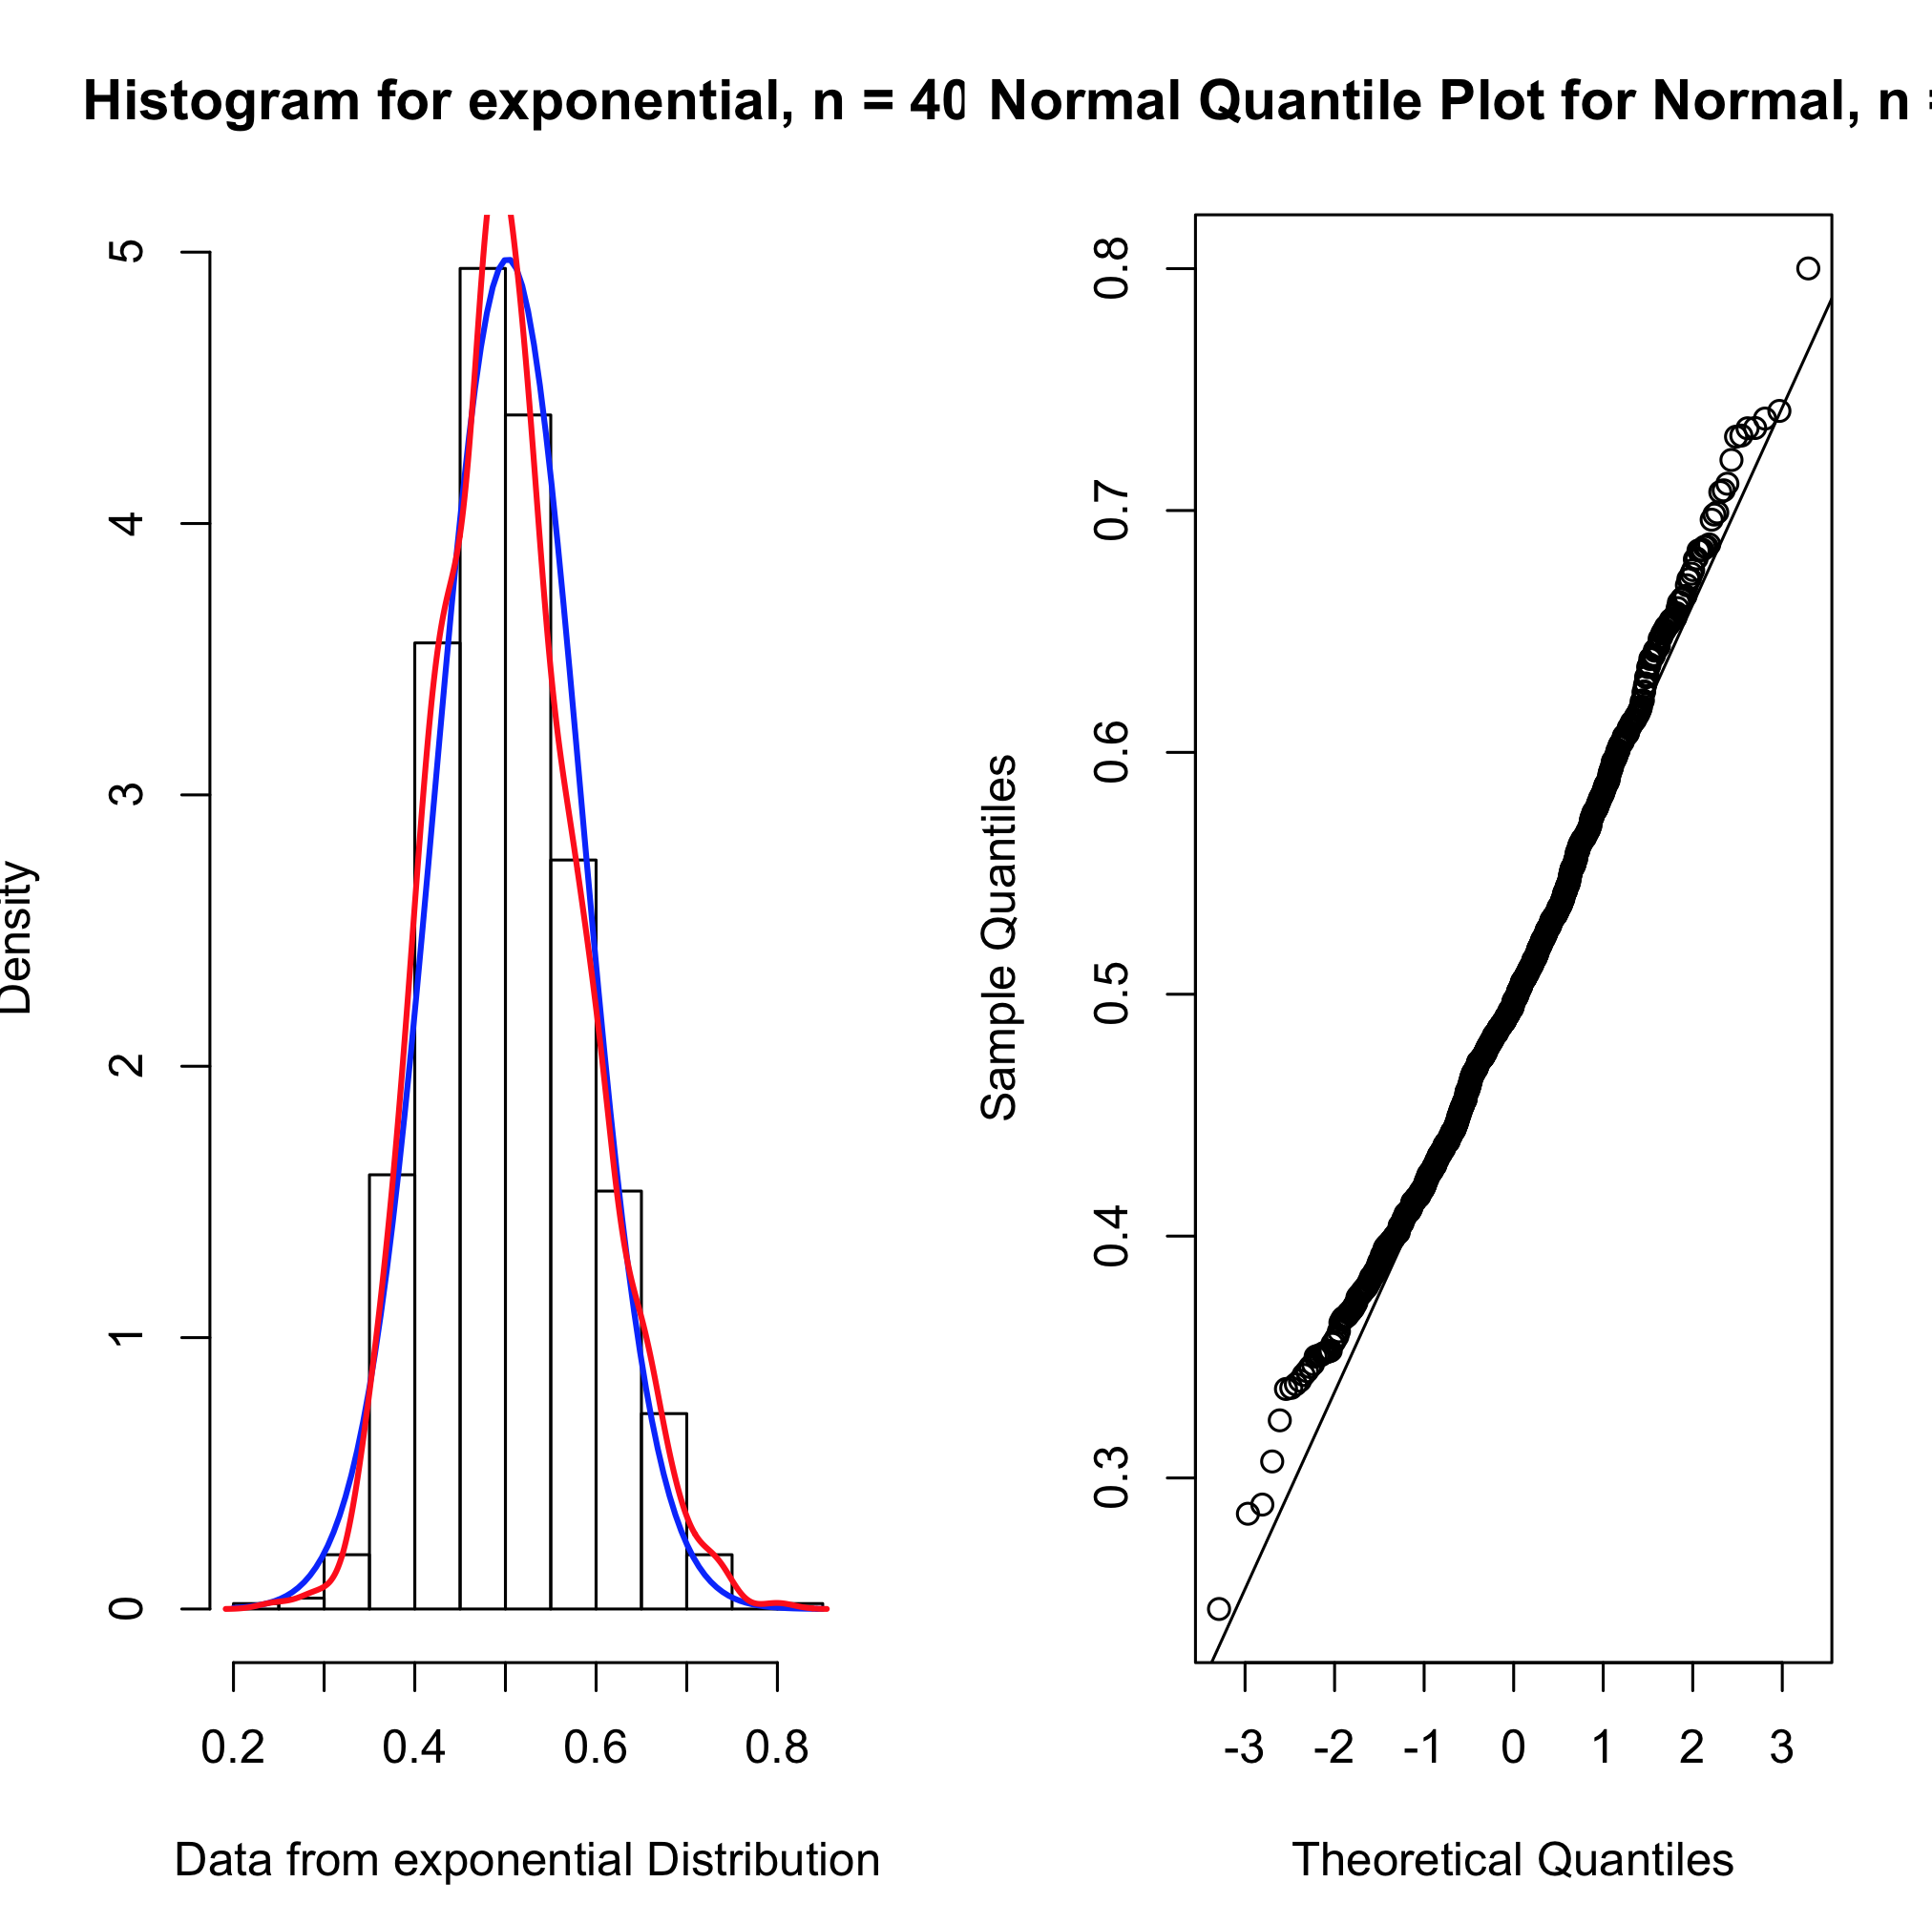 Histogram for exponential, n = 40
Normal Quantile Plot for Normal, n =
5
4
3
2
1
0
Density
0.2 0.4 0.6 0.8
Data from exponential Distribution
0.8
0.7
0.6
0.5
0.4
0.3
Sample Quantiles
-3 -2 -1 0 1 2 3
Theoretical Quantiles